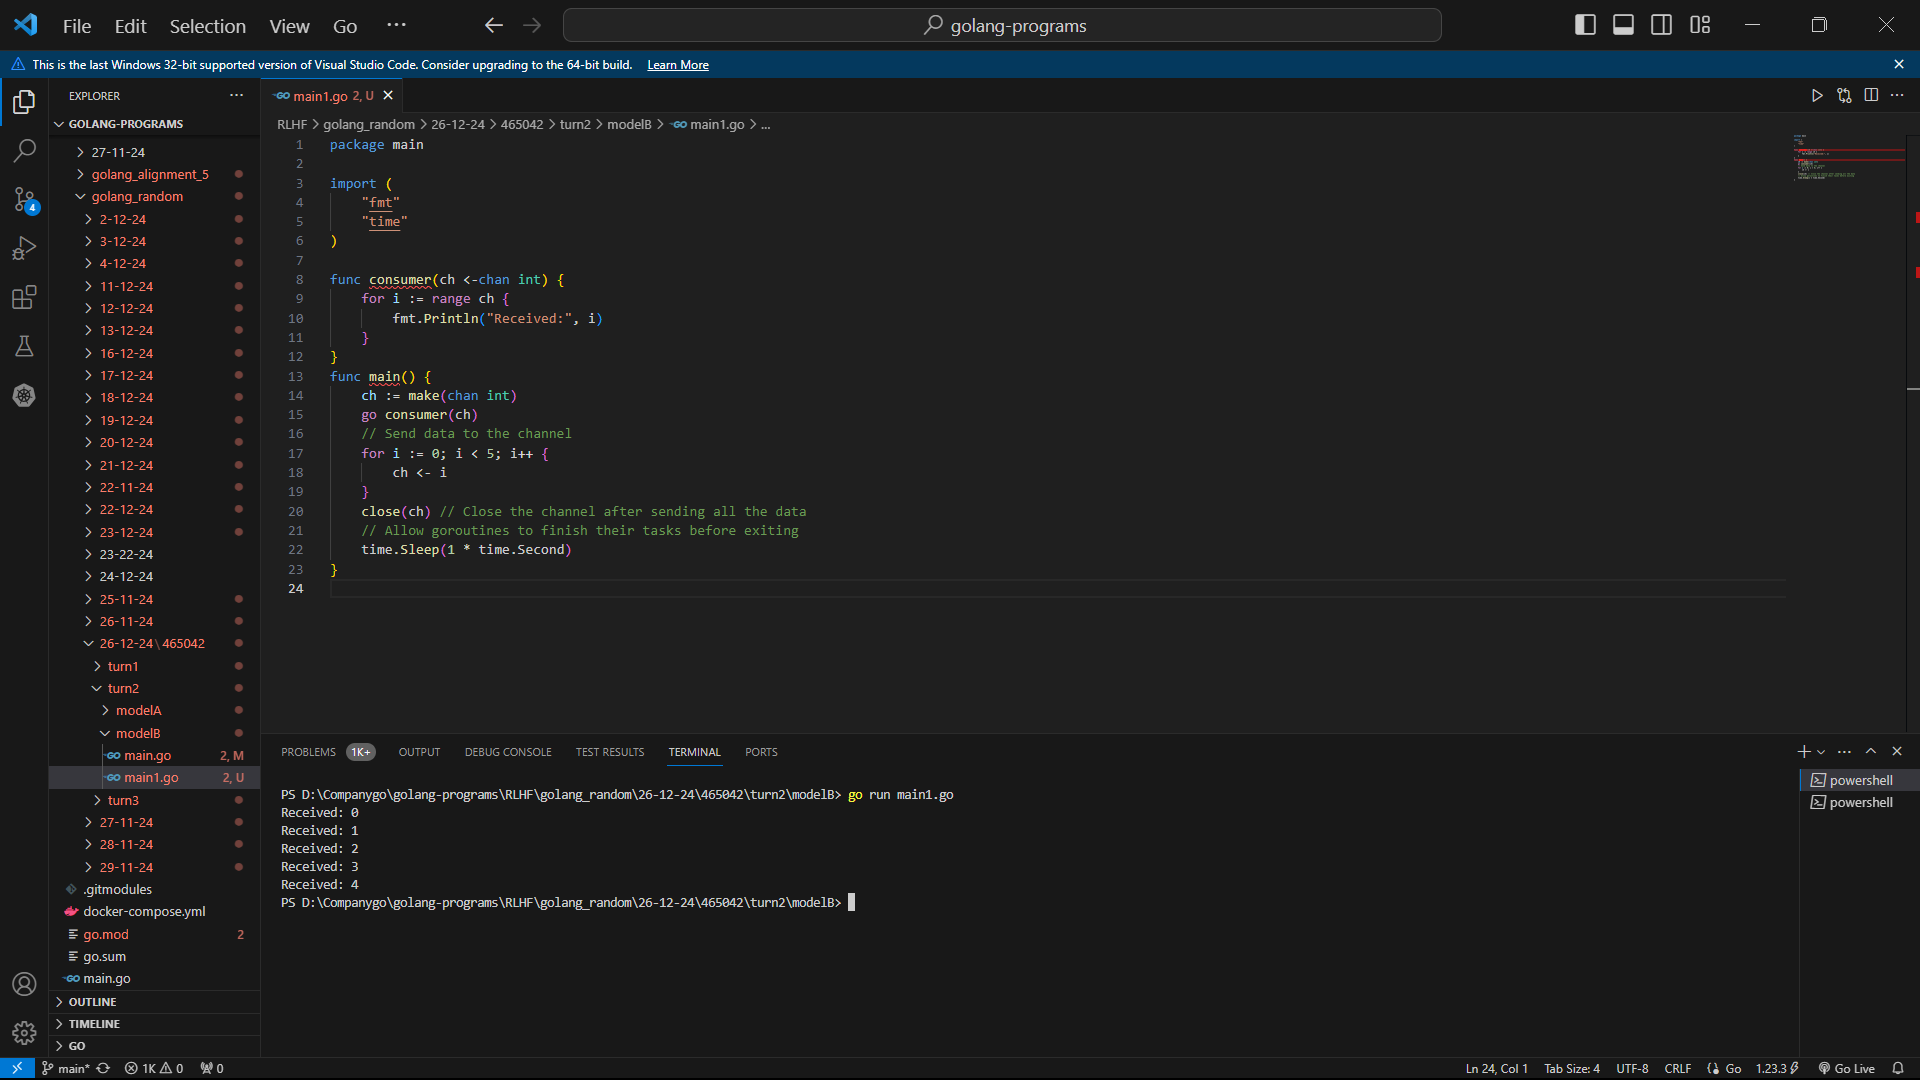 File Edit Selection View Go ··· golang-programs
This is the last Windows 32-bit supported version of Visual Studio Code. Consider upgrading to the 64-bit build. Learn More
EXPLORER
GOLANG-PROGRAMS
27-11-24
golang_alignment_5
golang_random
2-12-24
3-12-24
4-12-24
11-12-24
12-12-24
13-12-24
16-12-24
17-12-24
18-12-24
19-12-24
20-12-24
21-12-24
22-11-24
22-12-24
23-12-24
23-22-24
24-12-24
25-11-24
26-11-24
26-12-24\465042
turn1
turn2
modelA
modelB
main.go 2, M
main1.go 2, U
turn3
27-11-24
28-11-24
29-11-24
.gitmodules
docker-compose.yml
go.mod 2
go.sum
main.go
OUTLINE
TIMELINE
GO
4
main1.go 2, U
RLHF > golang_random > 26-12-24 > 465042 > turn2 > modelB > main1.go > ...
1 package main
2
3 import (
4 "fmt"
5 "time"
6 )
7
8 func consumer(ch <-chan int) {
9 for i := range ch {
10 fmt.Println("Received:", i)
11 }
12 }
13 func main() {
14 ch := make(chan int)
15 go consumer(ch)
16 // Send data to the channel
17 for i := 0; i < 5; i++ {
18 ch <- i
19 }
20 close(ch) // Close the channel after sending all the data
21 // Allow goroutines to finish their tasks before exiting
22 time.Sleep(1 * time.Second)
23 }
24
PROBLEMS 1K+ OUTPUT DEBUG CONSOLE TEST RESULTS TERMINAL PORTS
PS D:\Companygo\golang-programs\RLHF\golang_random\26-12-24\465042\turn2\modelB> go run main1.go
Received: 0
Received: 1
Received: 2
Received: 3
Received: 4
PS D:\Companygo\golang-programs\RLHF\golang_random\26-12-24\465042\turn2\modelB>
powershell
powershell
main* 1K 0 0 Ln 24, Col 1 Tab Size: 4 UTF-8 CRLF Go 1.23.3 Go Live